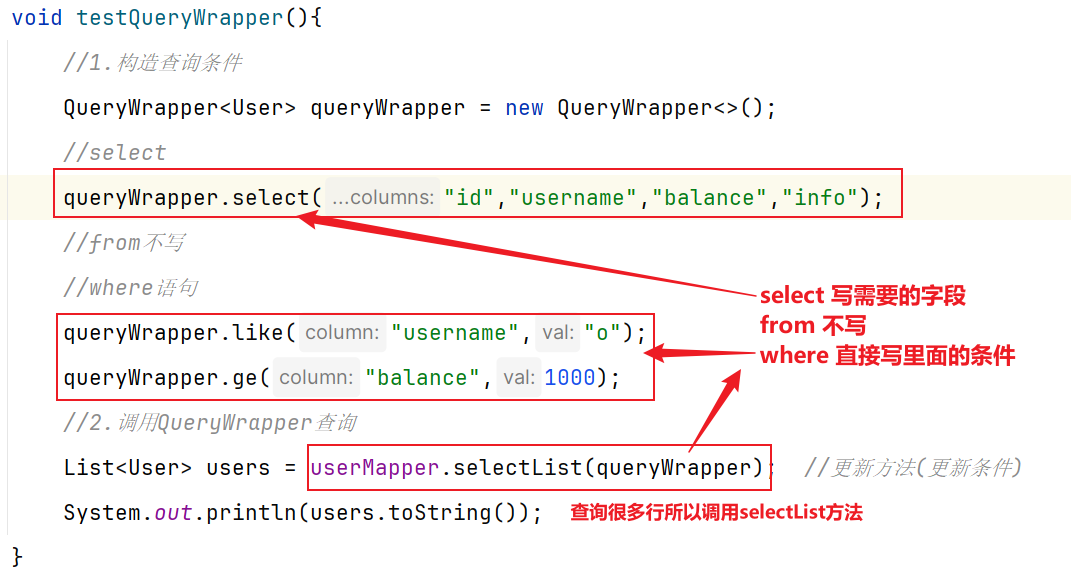 void testQueryWrapper(){
//1.构造查询条件
QueryWrapper<User> queryWrapper = new QueryWrapper<>();
//select
queryWrapper.select( ...columns: "id","username","balance","info");
//from不写
//where语句
select 写需要的字段
from 不写
where 直接写里面的条件
queryWrapper.like( column: "username", val: "o");
queryWrapper.ge( column: "balance", val: 1000);
//2.调用QueryWrapper查询
List<User> users = userMapper.selectList(queryWrapper); //更新方法(更新条件)
System.out.println(users.toString()); 查询很多行所以调用selectList方法
}